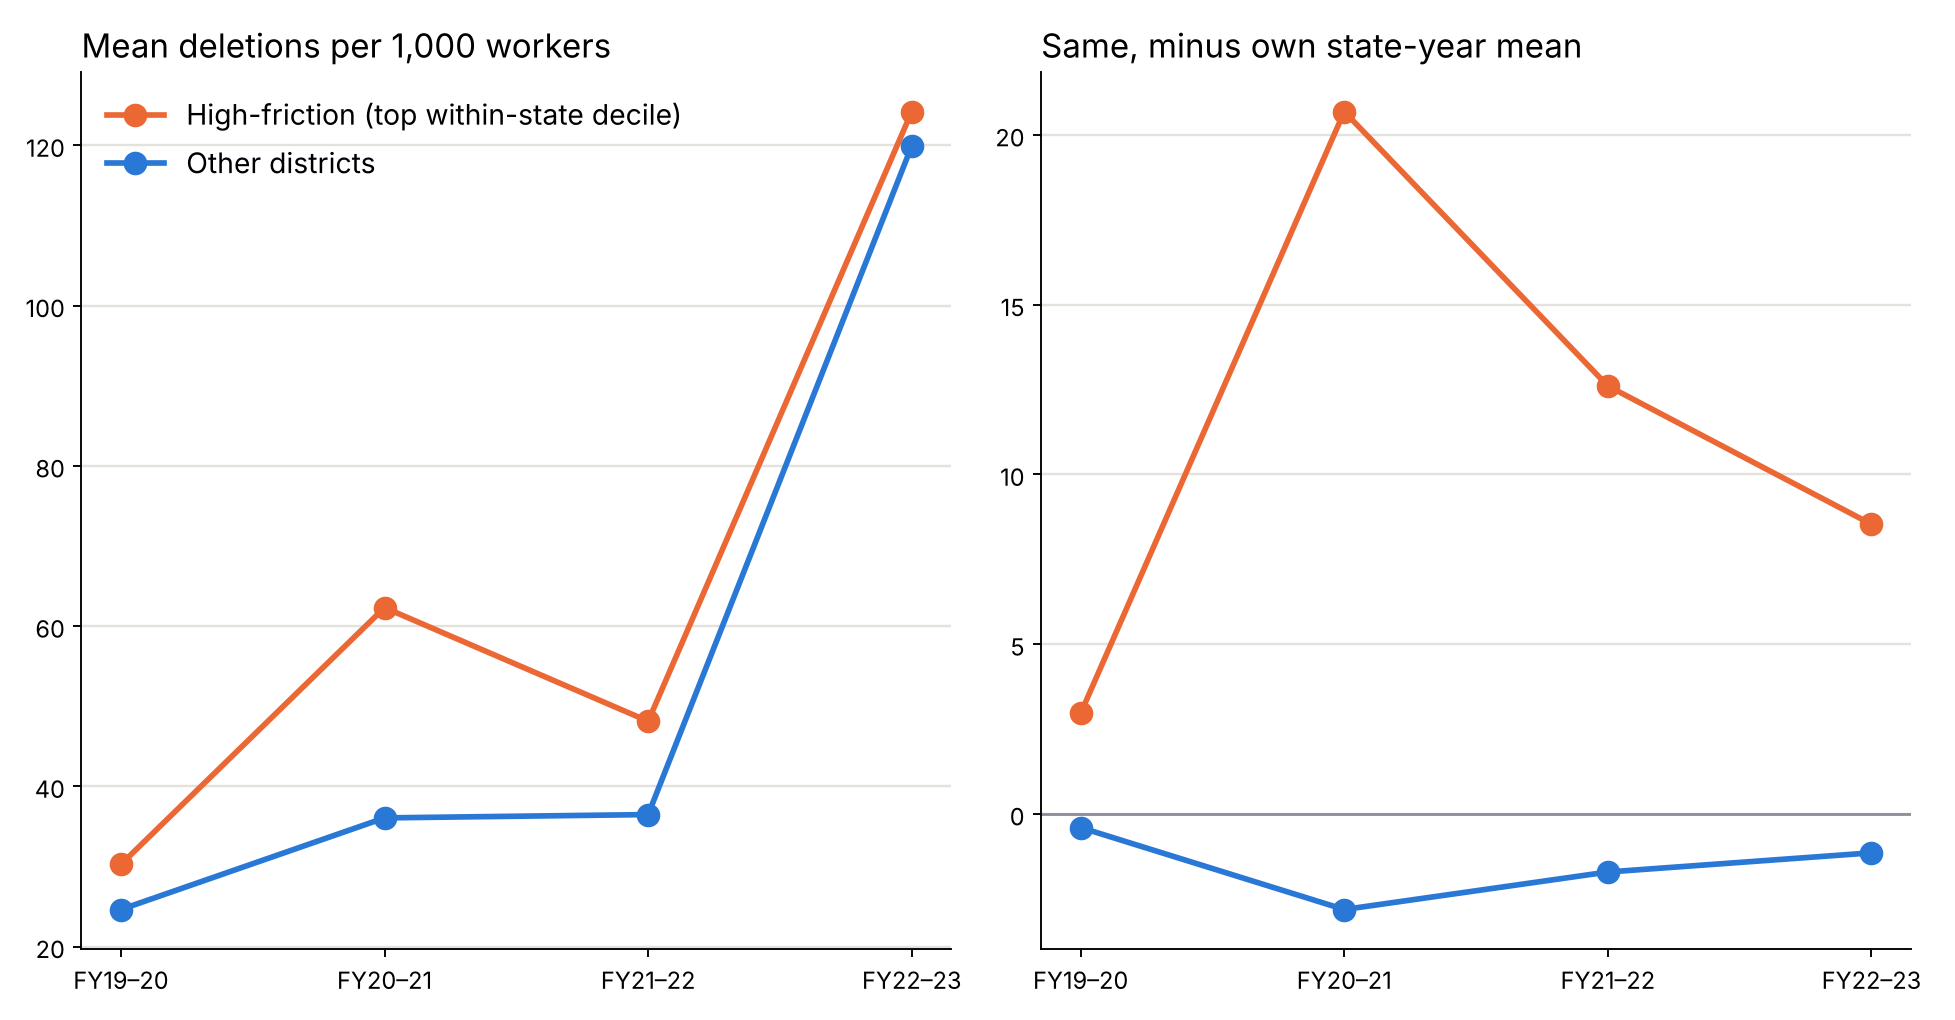 Mean deletions per 1,000 workers
High-friction (top within-state decile)
Other districts
120
100
80
60
40
20
FY19–20
FY20–21
FY21–22
FY22–23
Same, minus own state-year mean
20
15
10
5
0
FY19–20
FY20–21
FY21–22
FY22–23